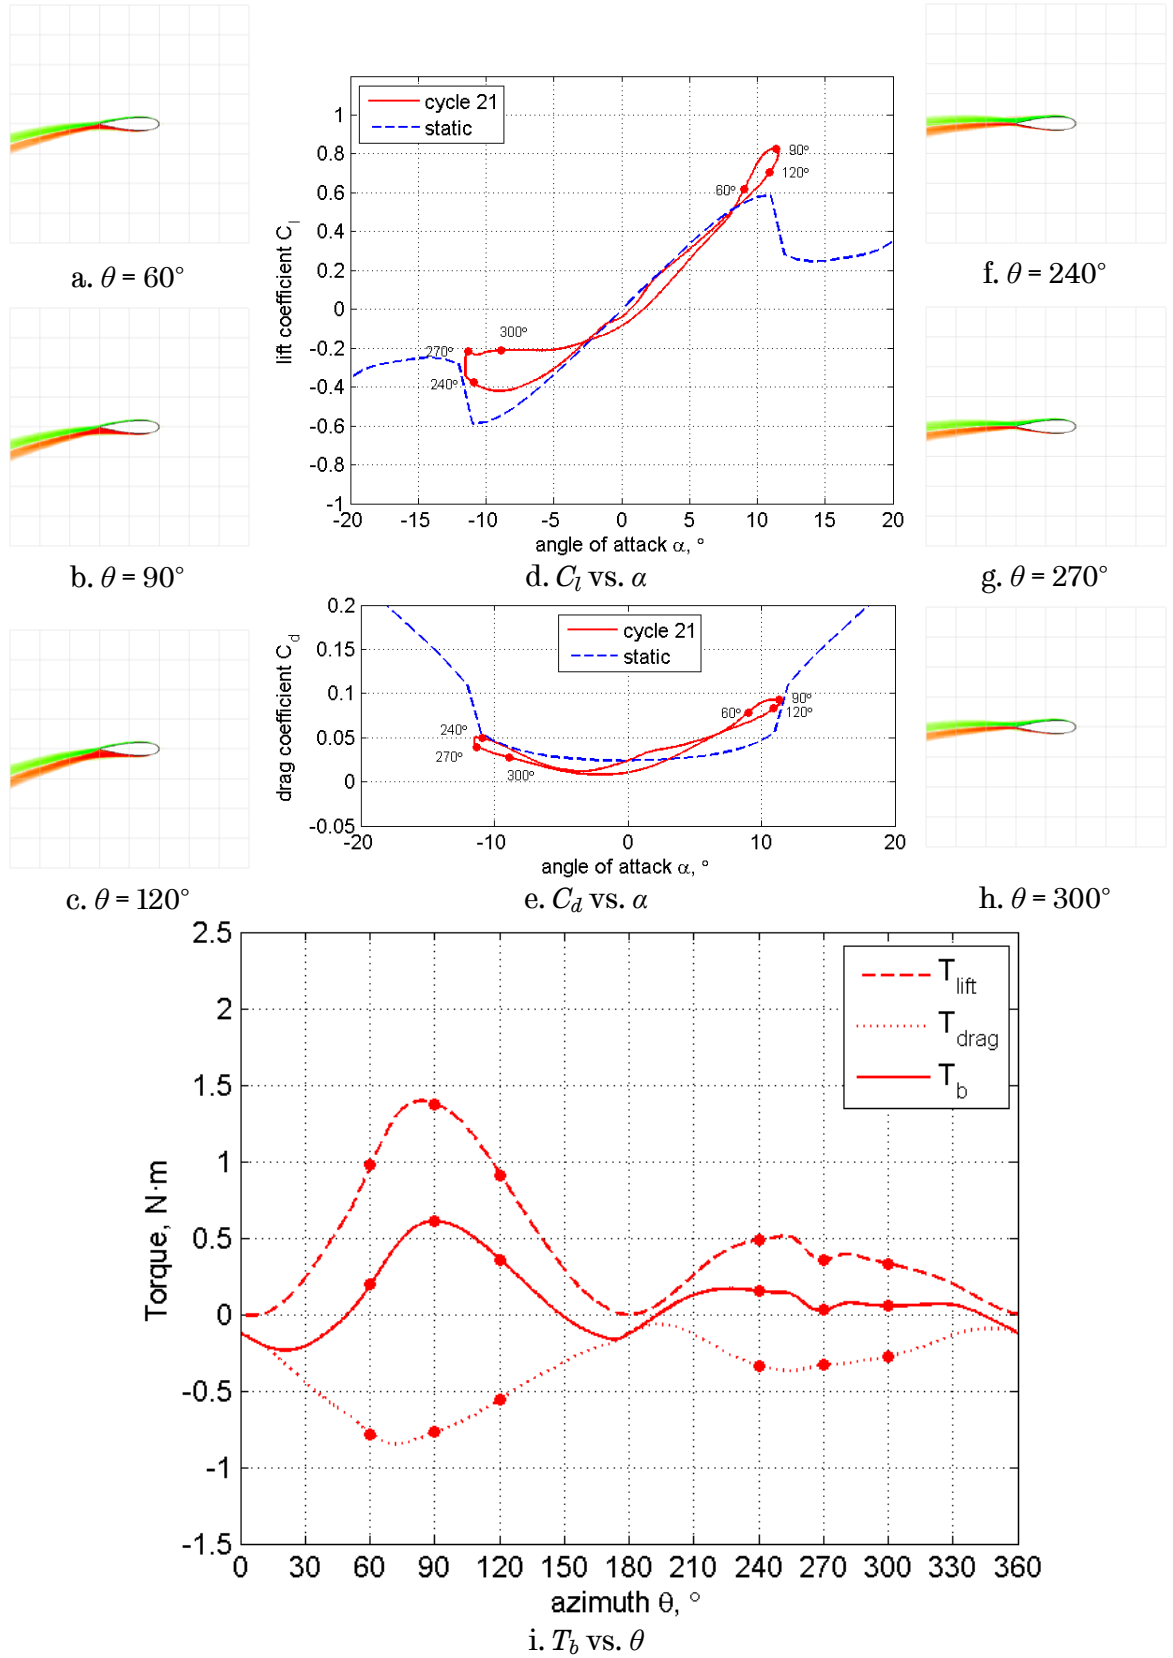 a. θ = 60°
b. θ = 90°
c. θ = 120°
lift coefficient C_l
1
0.8
0.6
0.4
0.2
0
-0.2
-0.4
-0.6
-0.8
-1
cycle 21
static
90°
120°
60°
300°
270°
240°
-20 -15 -10 -5 0 5 10 15 20
angle of attack α, °
d. C_l vs. α
f. θ = 240°
g. θ = 270°
h. θ = 300°
drag coefficient C_d
0.2
0.15
0.1
0.05
0
-0.05
cycle 21
static
60°
90°
120°
240°
270°
300°
-20 -10 0 10 20
angle of attack α, °
e. C_d vs. α
Torque, N·m
2.5
2
1.5
1
0.5
0
-0.5
-1
-1.5
T_lift
T_drag
T_b
0 30 60 90 120 150 180 210 240 270 300 330 360
azimuth θ, °
i. T_b vs. θ